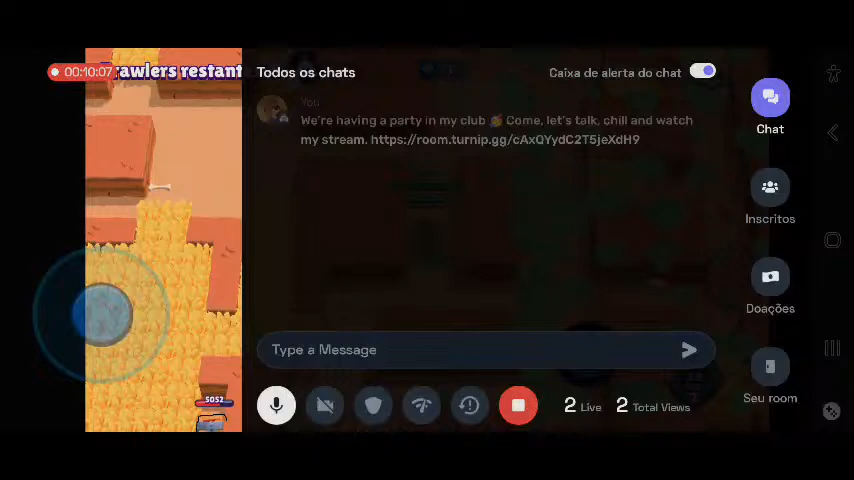 00:10:07
rawlers restant
Todos os chats
Caixa de alerta do chat
You
We're having a party in my club 🥳 Come, let's talk, chill and watch
my stream. https://room.turnip.gg/cAxQYydC2T5jeXdH9
Chat
Inscritos
Doações
Seu room
Type a Message
5052
2 Live 2 Total Views